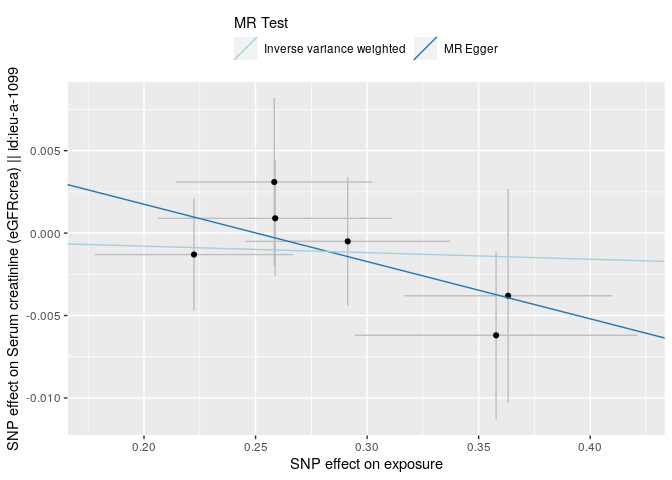 MR Test
Inverse variance weighted
MR Egger
SNP effect on Serum creatinine (eGFRcrea) || id:ieu-a-1099
0.005
0.000
-0.005
-0.010
0.20
0.25
0.30
0.35
0.40
SNP effect on exposure